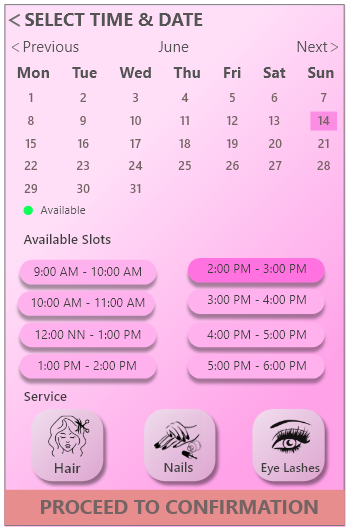 < SELECT TIME & DATE
< Previous June Next >
Mon Tue Wed Thu Fri Sat Sun
1 2 3 4 5 6 7
8 9 10 11 12 13 14
15 16 17 18 19 20 21
22 23 24 25 26 27 28
29 30 31
Available
Available Slots
9:00 AM - 10:00 AM 2:00 PM - 3:00 PM
10:00 AM - 11:00 AM 3:00 PM - 4:00 PM
12:00 NN - 1:00 PM 4:00 PM - 5:00 PM
1:00 PM - 2:00 PM 5:00 PM - 6:00 PM
Service
Hair Nails Eye Lashes
PROCEED TO CONFIRMATION